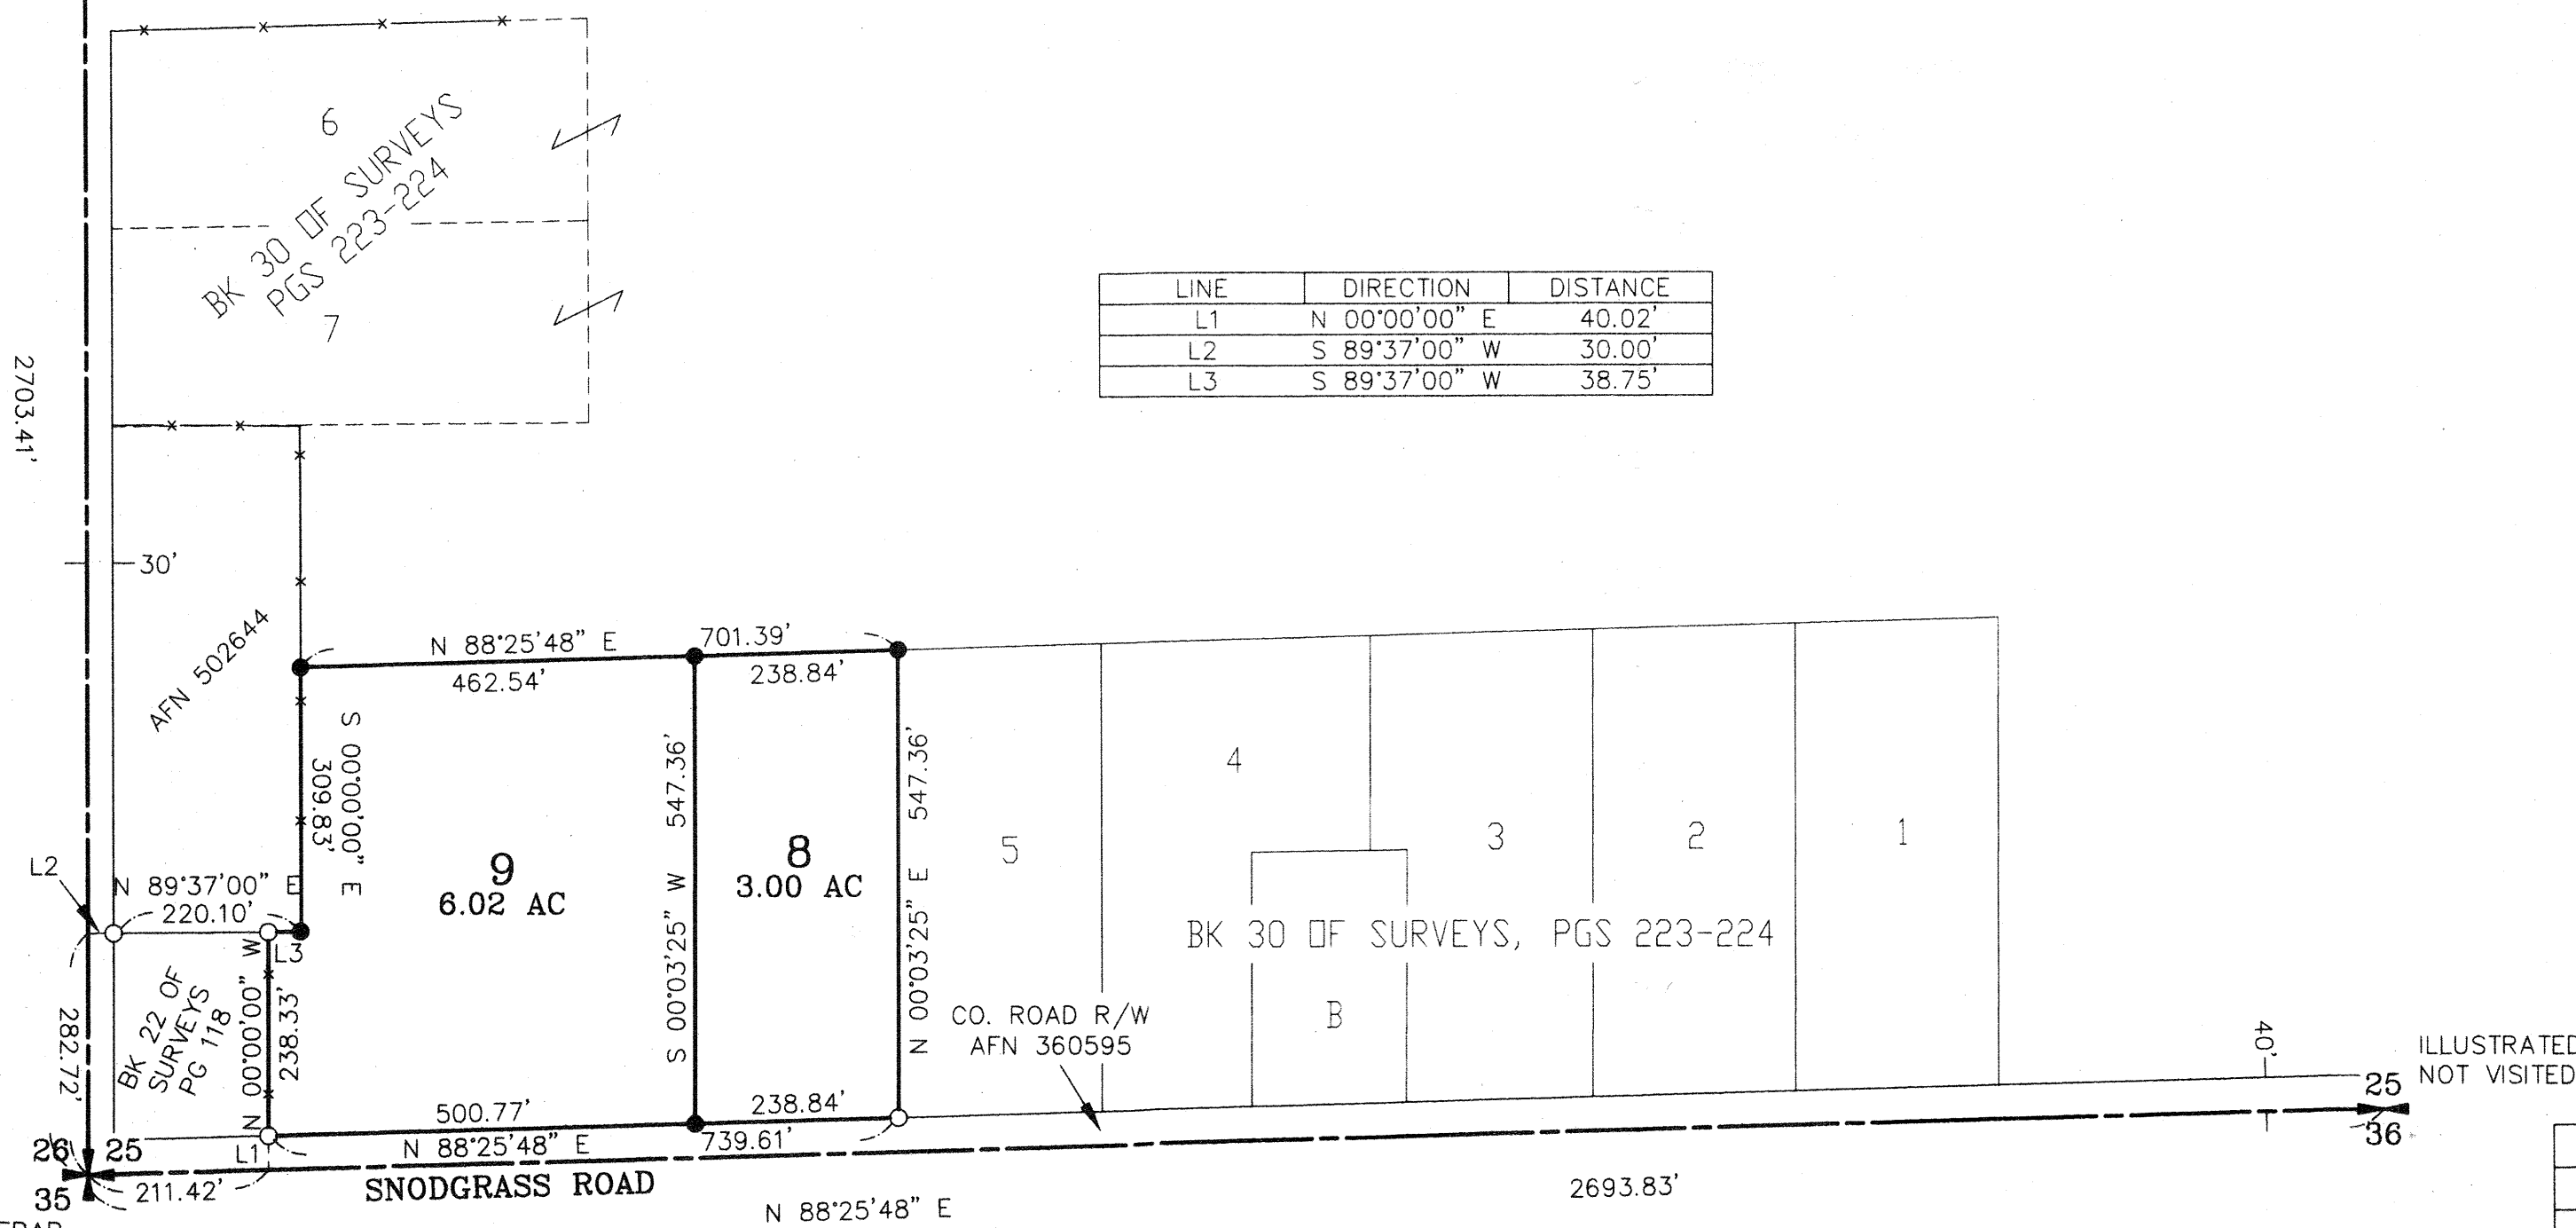 6
BK 30 OF SURVEYS
PGS 223-224
7
2703.41'
LINE DIRECTION DISTANCE
L1 N 00°00'00" E 40.02'
L2 S 89°37'00" W 30.00'
L3 S 89°37'00" W 38.75'
30'
AFN 502644
N 88°25'48" E 701.39'
462.54'
238.84'
S 00°00'00" E
309.83'
9
6.02 AC
S 00°03'25" W 547.36'
8
3.00 AC
N 00°03'25" E 547.36'
5
4
3
2
1
B
BK 30 OF SURVEYS, PGS 223-224
L2
N 89°37'00" E
220.10'
L3
BK 22 OF
SURVEYS
PG 118
N 00°00'00" W
238.33'
282.72'
CO. ROAD R/W
AFN 360595
40'
ILLUSTRATED
NOT VISITED
500.77'
238.84'
N 88°25'48" E
739.61'
L1
26 25
35
211.42'
SNODGRASS ROAD
25
36
N 88°25'48" E
2693.83'